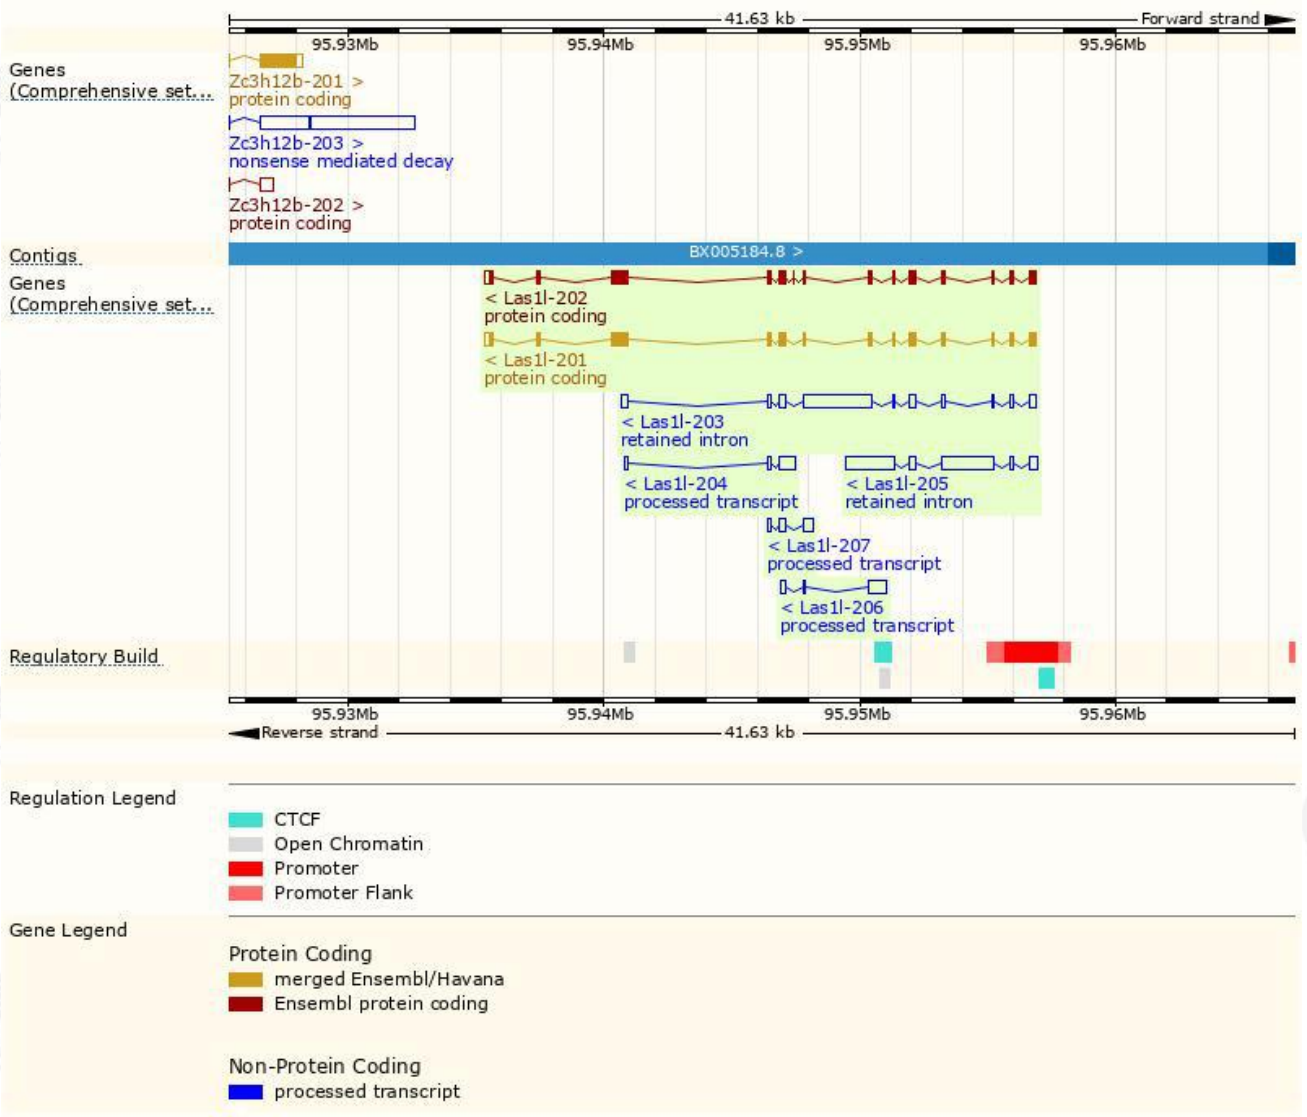 41.63 kb Forward strand
95.93Mb 95.94Mb 95.95Mb 95.96Mb
Genes
(Comprehensive set...
Zc3h12b-201 >
protein coding
Zc3h12b-203 >
nonsense mediated decay
Zc3h12b-202 >
protein coding
Contigs
BX005184.8 >
Genes
(Comprehensive set...
< Las1l-202
protein coding
< Las1l-201
protein coding
< Las1l-203
retained intron
< Las1l-204
processed transcript
< Las1l-205
retained intron
< Las1l-207
processed transcript
< Las1l-206
processed transcript
Regulatory Build
95.93Mb 95.94Mb 95.95Mb 95.96Mb
Reverse strand 41.63 kb
Regulation Legend
CTCF
Open Chromatin
Promoter
Promoter Flank
Gene Legend
Protein Coding
merged Ensembl/Havana
Ensembl protein coding
Non-Protein Coding
processed transcript